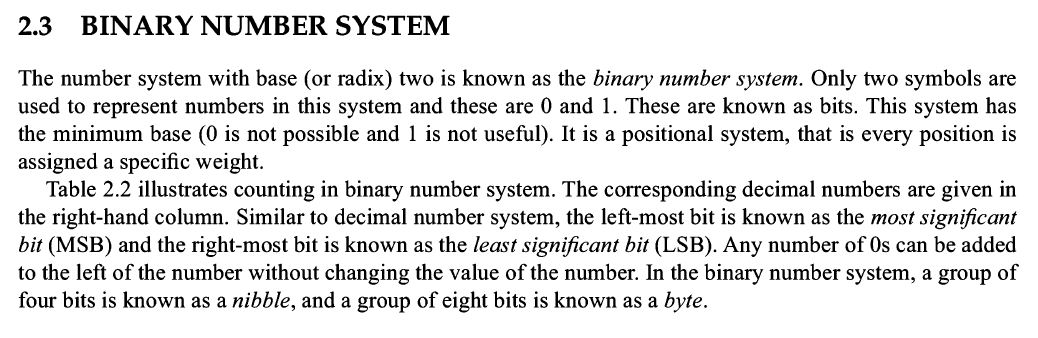 2.3 BINARY NUMBER SYSTEM
The number system with base (or radix) two is known as the binary number system. Only two symbols are
used to represent numbers in this system and these are 0 and 1. These are known as bits. This system has
the minimum base (0 is not possible and 1 is not useful). It is a positional system, that is every position is
assigned a specific weight.
Table 2.2 illustrates counting in binary number system. The corresponding decimal numbers are given in
the right-hand column. Similar to decimal number system, the left-most bit is known as the most significant
bit (MSB) and the right-most bit is known as the least significant bit (LSB). Any number of 0s can be added
to the left of the number without changing the value of the number. In the binary number system, a group of
four bits is known as a nibble, and a group of eight bits is known as a byte.